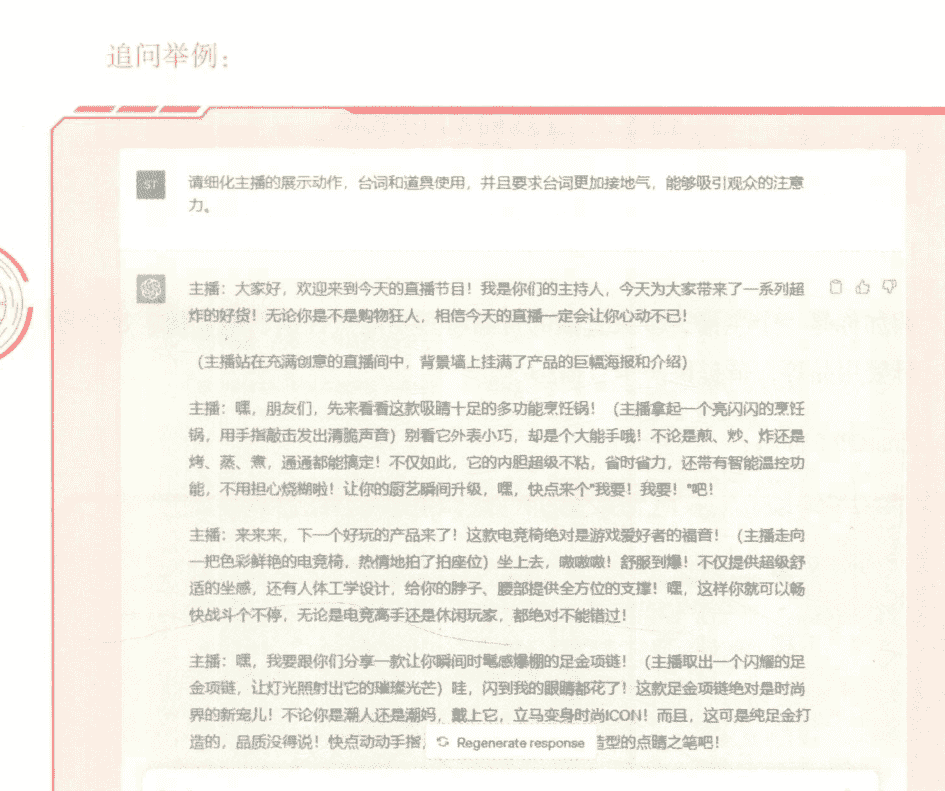 追问举例：
ST
请细化主播的展示动作，台词和道具使用，并且要求台词更加接地气，能够吸引观众的注意
力。
主播：大家好，欢迎来到今天的直播节目！我是你们的主持人，今天为大家带来了一系列超
炸的好货！无论你是不是购物狂人，相信今天的直播一定会让你心动不已！
（主播站在充满创意的直播间中，背景墙上挂满了产品的巨幅海报和介绍）
主播：嘿，朋友们，先来看看这款吸睛十足的多功能烹饪锅！（主播拿起一个亮闪闪的烹饪
锅，用手指敲击发出清脆声音）别看它外表小巧，却是个大能手哦！不论是煎、炒、炸还是
烤、蒸、煮，通通都能搞定！不仅如此，它的内胆超级不粘，省时省力，还带有智能温控功
能，不用担心烧糊啦！让你的厨艺瞬间升级，嘿，快点来个"我要！我要！"吧！
主播：来来来，下一个好玩的产品来了！这款电竞椅绝对是游戏爱好者的福音！（主播走向
一把色彩鲜艳的电竞椅，热情地拍了拍座位）坐上去，嗷嗷嗷！舒服到爆！不仅提供超级舒
适的坐感，还有人体工学设计，给你的脖子、腰部提供全方位的支撑！嘿，这样你就可以畅
快战斗个不停，无论是电竞高手还是休闲玩家，都绝对不能错过！
主播：嘿，我要跟你们分享一款让你瞬间时髦感爆棚的足金项链！（主播取出一个闪耀的足
金项链，让灯光照射出它的璀璨光芒）哇，闪到我的眼睛都花了！这款足金项链绝对是时尚
界的新宠儿！不论你是潮人还是潮妈，戴上它，立马变身时尚ICON！而且，这可是纯足金打
造的，品质没得说！快点动动手指，Regenerate response 造型的点睛之笔吧！